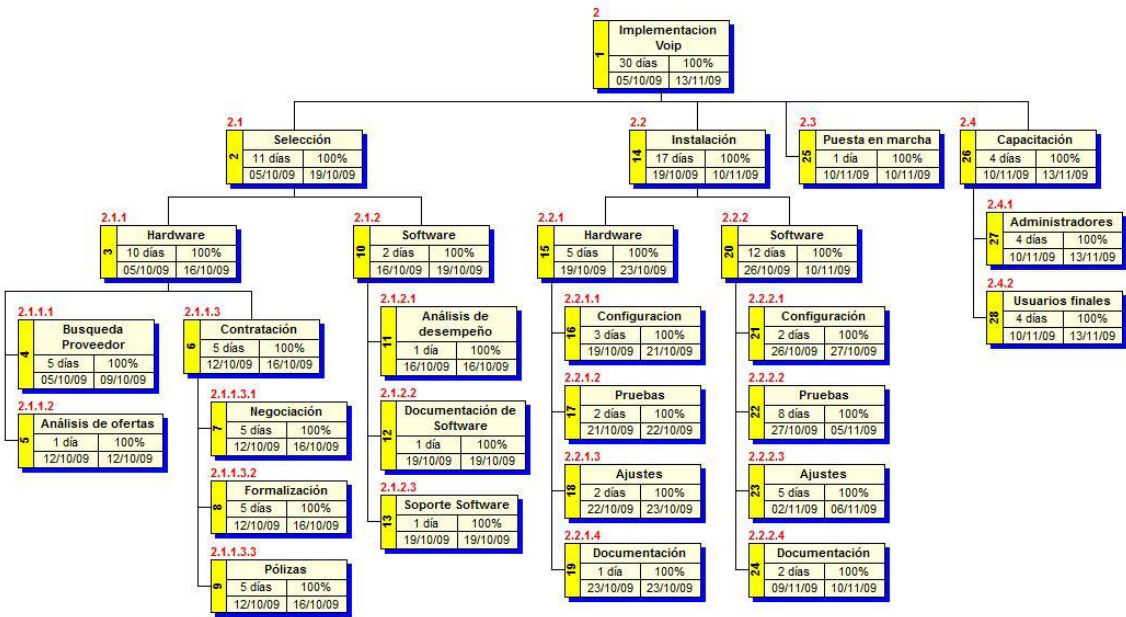 2
1
Implementacion
Voip
30 días 100%
05/10/09 13/11/09
2.1
2
Selección
11 días 100%
05/10/09 19/10/09
2.2
14
Instalación
17 días 100%
19/10/09 10/11/09
2.3
25
Puesta en marcha
1 día 100%
10/11/09 10/11/09
2.4
26
Capacitación
4 días 100%
10/11/09 13/11/09
2.1.1
3
Hardware
10 días 100%
05/10/09 16/10/09
2.1.2
10
Software
2 días 100%
16/10/09 19/10/09
2.2.1
15
Hardware
5 días 100%
19/10/09 23/10/09
2.2.2
20
Software
12 días 100%
26/10/09 10/11/09
2.4.1
27
Administradores
4 días 100%
10/11/09 13/11/09
2.4.2
28
Usuarios finales
4 días 100%
10/11/09 13/11/09
2.1.1.1
4
Busqueda
Proveedor
5 días 100%
05/10/09 09/10/09
2.1.1.2
5
Análisis de ofertas
1 día 100%
12/10/09 12/10/09
2.1.1.3
6
Contratación
5 días 100%
12/10/09 16/10/09
2.1.1.3.1
7
Negociación
5 días 100%
12/10/09 16/10/09
2.1.1.3.2
8
Formalización
5 días 100%
12/10/09 16/10/09
2.1.1.3.3
9
Pólizas
5 días 100%
12/10/09 16/10/09
2.1.2.1
11
Análisis de
desempeño
1 día 100%
16/10/09 16/10/09
2.1.2.2
12
Documentación de
Software
1 día 100%
19/10/09 19/10/09
2.1.2.3
13
Soporte Software
1 día 100%
19/10/09 19/10/09
2.2.1.1
16
Configuracion
3 días 100%
19/10/09 21/10/09
2.2.1.2
17
Pruebas
2 días 100%
21/10/09 22/10/09
2.2.1.3
18
Ajustes
2 días 100%
22/10/09 23/10/09
2.2.1.4
19
Documentación
1 día 100%
23/10/09 23/10/09
2.2.2.1
21
Configuración
2 días 100%
26/10/09 27/10/09
2.2.2.2
22
Pruebas
8 días 100%
27/10/09 05/11/09
2.2.2.3
23
Ajustes
5 días 100%
02/11/09 06/11/09
2.2.2.4
24
Documentación
2 días 100%
09/11/09 10/11/09